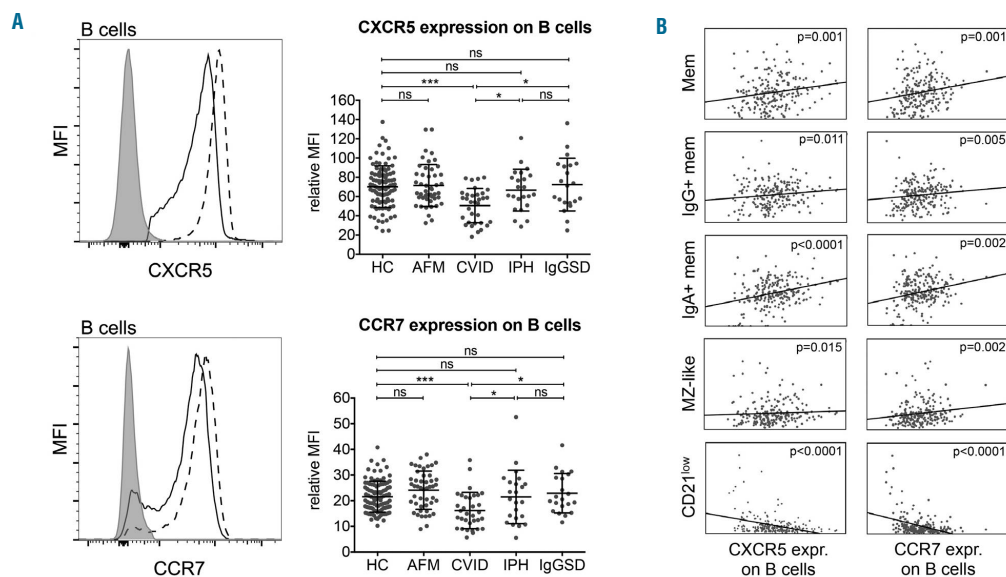 A
B cells
MFI
CXCR5
CXCR5 expression on B cells
ns
ns
*** *
ns * ns
relative MFI
160
140
120
100
80
60
40
20
0
HC AFM CVID IPH IgGSD
B cells
MFI
CCR7
CCR7 expression on B cells
ns
ns
*** *
ns * ns
relative MFI
60
50
40
30
20
10
0
HC AFM CVID IPH IgGSD
B
Mem
p=0.001 p=0.001
IgG+ mem
p=0.011 p=0.005
IgA+ mem
p<0.0001 p=0.002
MZ-like
p=0.015 p=0.002
CD21low
p<0.0001 p<0.0001
CXCR5 expr.
on B cells
CCR7 expr.
on B cells